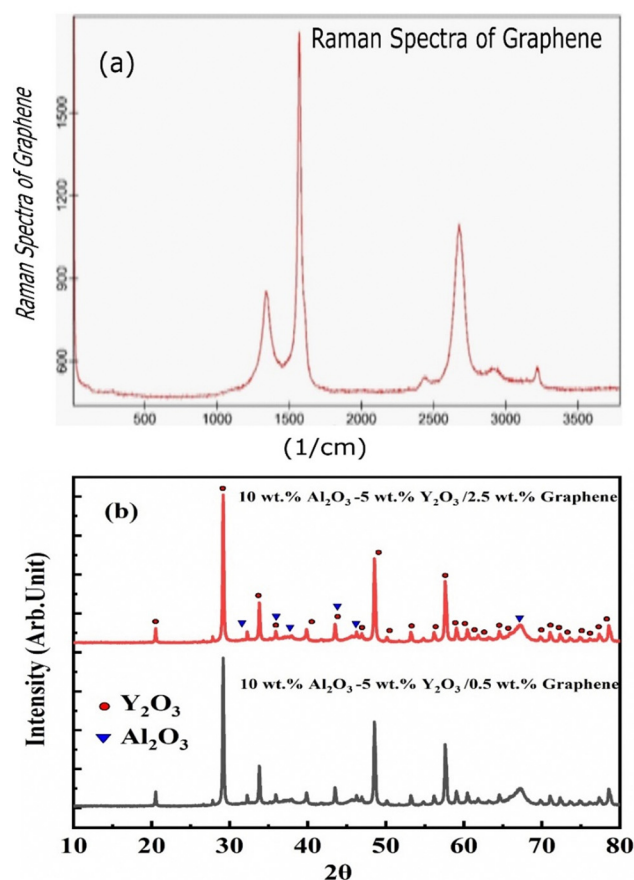 Raman Spectra of Graphene
(a)
Raman Spectra of Graphene
1500
1200
900
600
500 1000 1500 2000 2500 3000 3500
(1/cm)
(b)
10 wt.% Al₂O₃-5 wt.% Y₂O₃/2.5 wt.% Graphene
10 wt.% Al₂O₃-5 wt.% Y₂O₃/0.5 wt.% Graphene
Y₂O₃
Al₂O₃
Intensity (Arb.Unit)
10 20 30 40 50 60 70 80
2θ